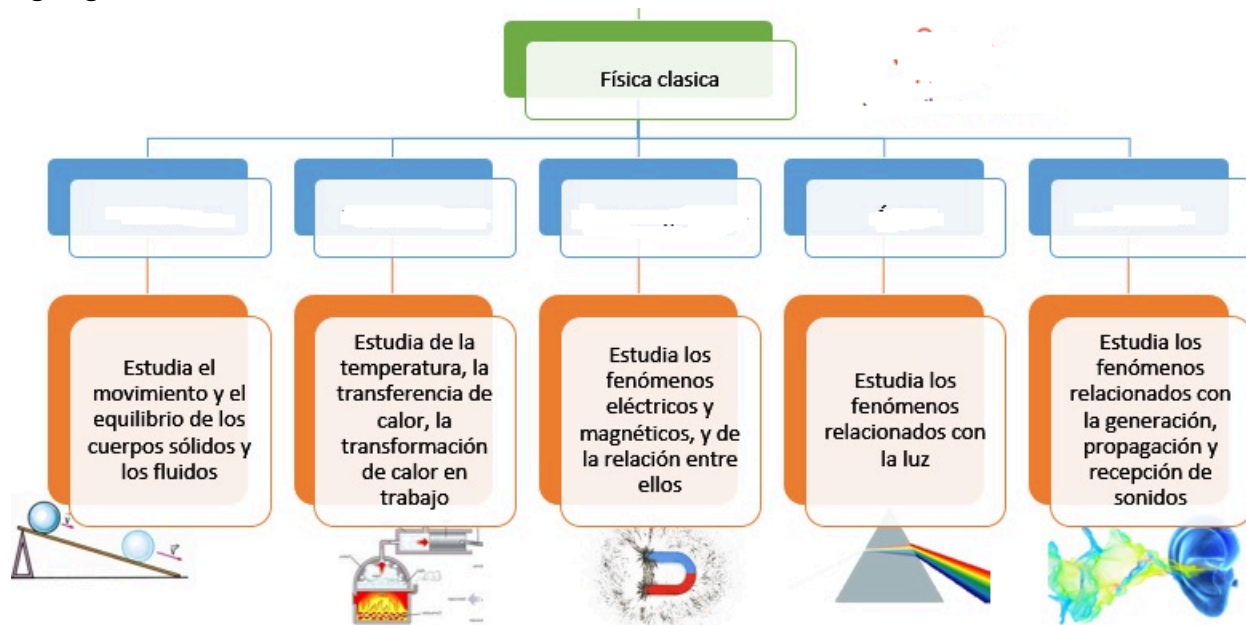 Física clasica
Estudia el
movimiento y el
equilibrio de los
cuerpos sólidos y
los fluidos
Estudia de la
temperatura, la
transferencia de
calor, la
transformación
de calor en
trabajo
Estudia los
fenómenos
eléctricos y
magnéticos, y de
la relación entre
ellos
Estudia los
fenómenos
relacionados con
la luz
Estudia los
fenómenos
relacionados con
la generación,
propagación y
recepción de
sonidos